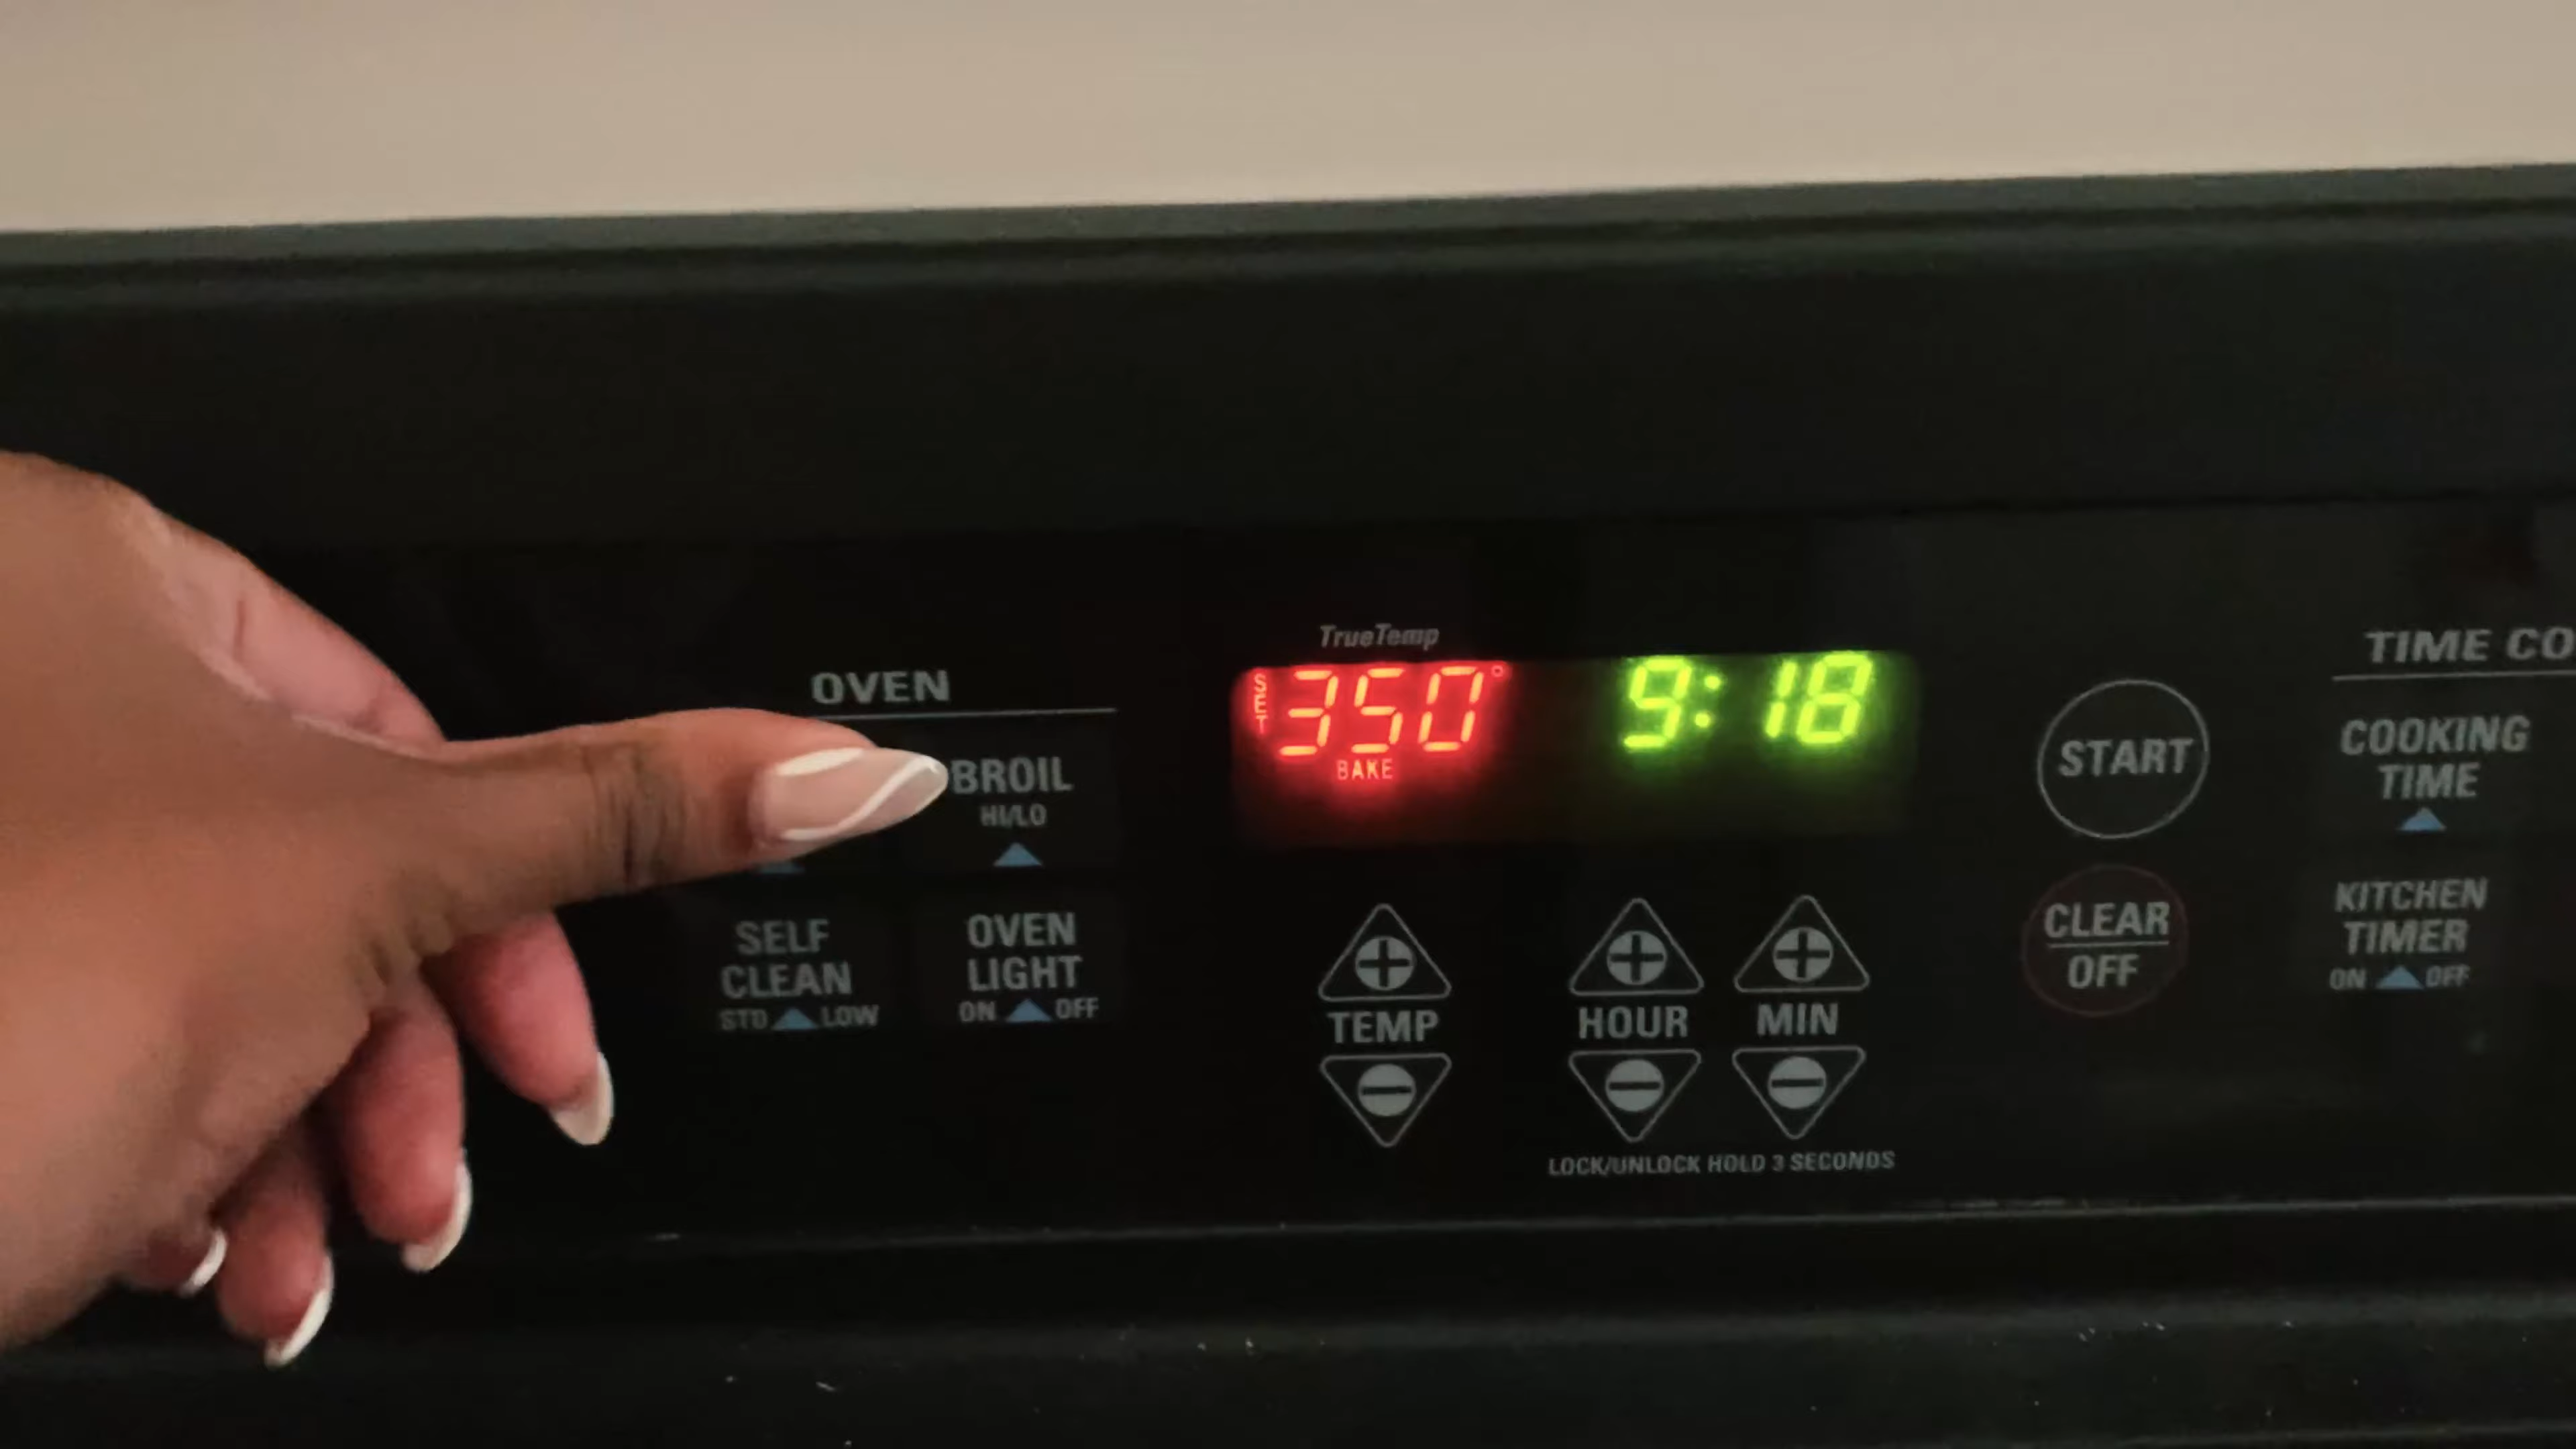 TrueTemp
OVEN
SET
350°
BAKE
9:18
BROIL
HI/LO
SELF
CLEAN
STD LOW
OVEN
LIGHT
ON OFF
TEMP
HOUR
MIN
LOCK/UNLOCK HOLD 3 SECONDS
START
CLEAR
OFF
TIME CO
COOKING
TIME
KITCHEN
TIMER
ON OFF